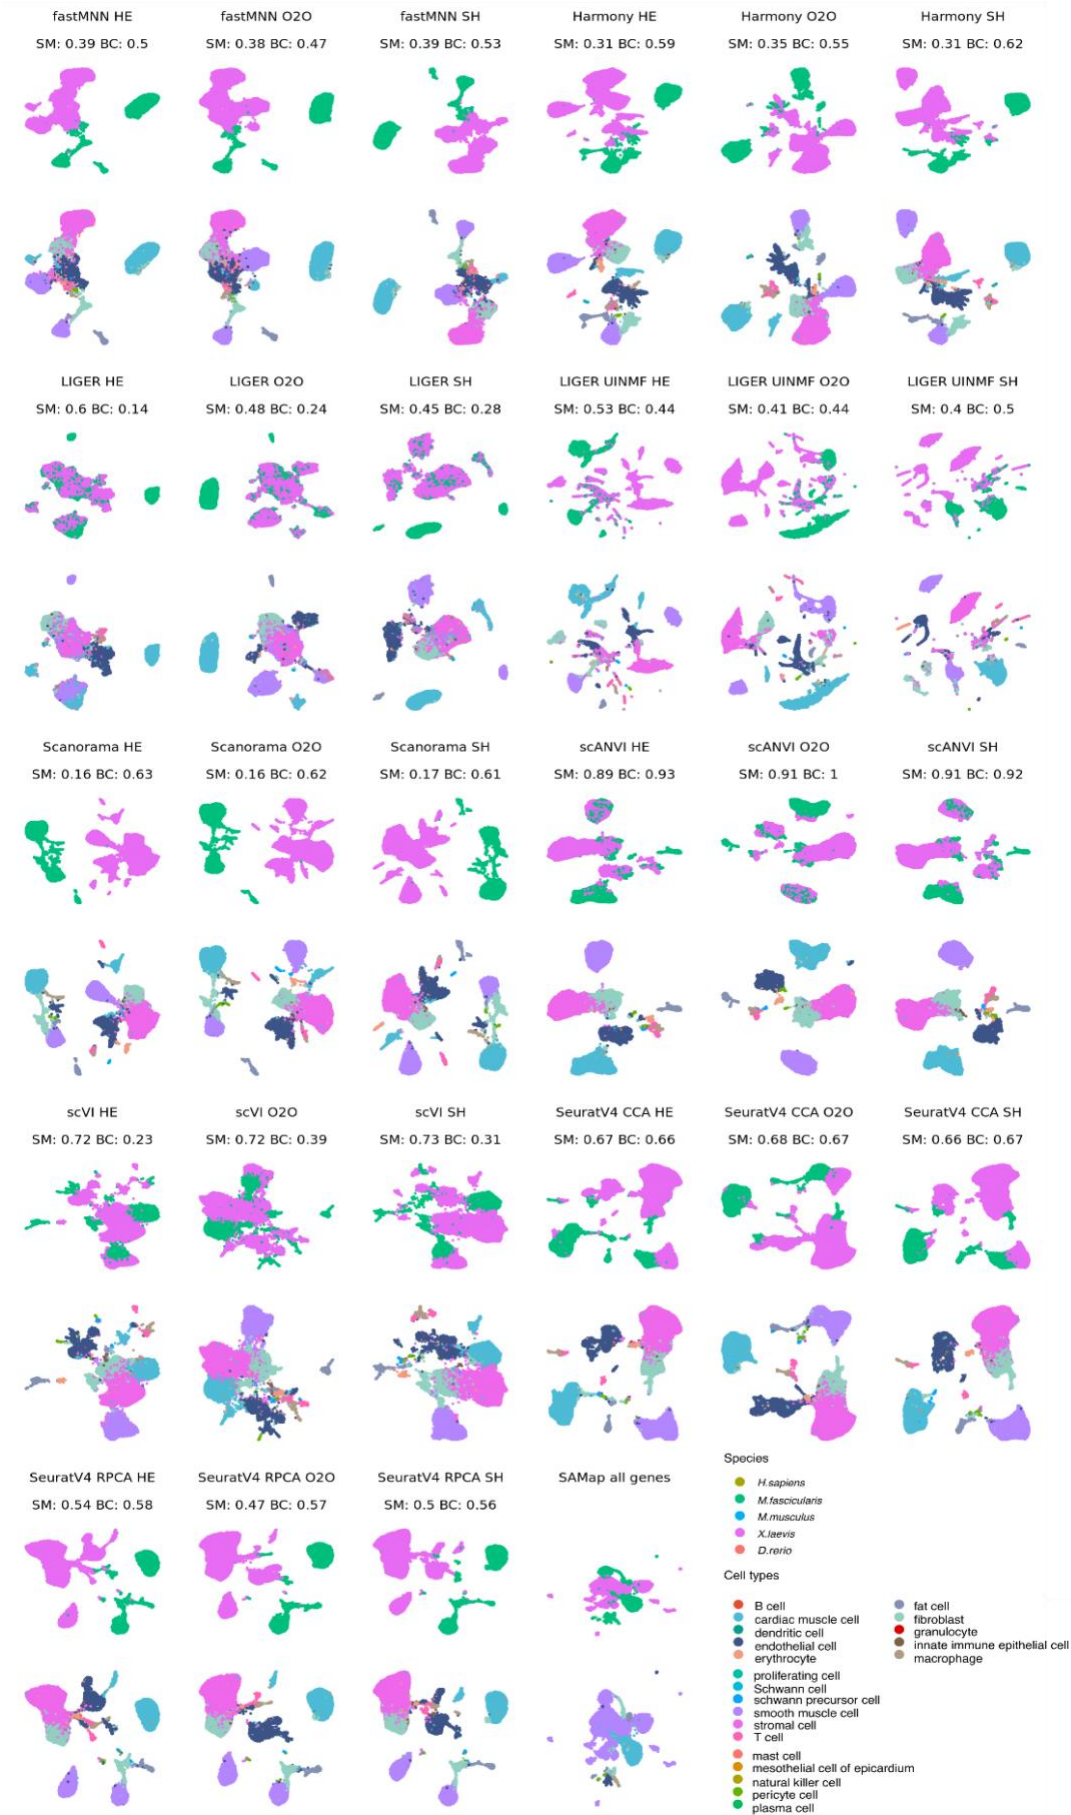 fastMNN HE
fastMNN O2O
fastMNN SH
Harmony HE
Harmony O2O
Harmony SH
SM: 0.39 BC: 0.5
SM: 0.38 BC: 0.47
SM: 0.39 BC: 0.53
SM: 0.31 BC: 0.59
SM: 0.35 BC: 0.55
SM: 0.31 BC: 0.62
LIGER HE
LIGER O2O
LIGER SH
LIGER UINMF HE
LIGER UINMF O2O
LIGER UINMF SH
SM: 0.6 BC: 0.14
SM: 0.48 BC: 0.24
SM: 0.45 BC: 0.28
SM: 0.53 BC: 0.44
SM: 0.41 BC: 0.44
SM: 0.4 BC: 0.5
Scanorama HE
Scanorama O2O
Scanorama SH
scANVI HE
scANVI O2O
scANVI SH
SM: 0.16 BC: 0.63
SM: 0.16 BC: 0.62
SM: 0.17 BC: 0.61
SM: 0.89 BC: 0.93
SM: 0.91 BC: 1
SM: 0.91 BC: 0.92
scVI HE
scVI O2O
scVI SH
SeuratV4 CCA HE
SeuratV4 CCA O2O
SeuratV4 CCA SH
SM: 0.72 BC: 0.23
SM: 0.72 BC: 0.39
SM: 0.73 BC: 0.31
SM: 0.67 BC: 0.66
SM: 0.68 BC: 0.67
SM: 0.66 BC: 0.67
SeuratV4 RPCA HE
SeuratV4 RPCA O2O
SeuratV4 RPCA SH
SAMap all genes
SM: 0.54 BC: 0.58
SM: 0.47 BC: 0.57
SM: 0.5 BC: 0.56
Species
H.sapiens
M.fascicularis
M.musculus
X.laevis
D.rerio
Cell types
B cell
cardiac muscle cell
dendritic cell
endothelial cell
erythrocyte
proliferating cell
Schwann cell
schwann precursor cell
smooth muscle cell
stromal cell
T cell
mast cell
mesothelial cell of epicardium
natural killer cell
pericyte cell
plasma cell
fat cell
fibroblast
granulocyte
innate immune epithelial cell
macrophage